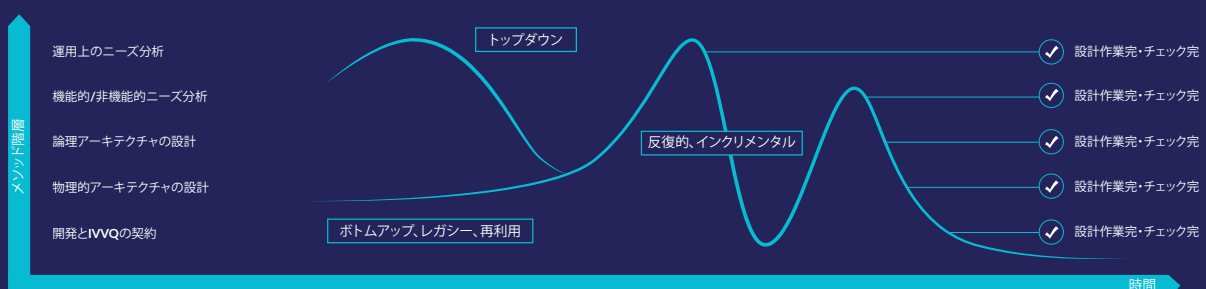 トップダウン
運用上のニーズ分析
設計作業完・チェック完
機能的/非機能的ニーズ分析
設計作業完・チェック完
メソッド階層
論理アーキテクチャの設計
反復的、インクリメンタル
設計作業完・チェック完
物理的アーキテクチャの設計
設計作業完・チェック完
開発とIVVQの契約
ボトムアップ、レガシー、再利用
設計作業完・チェック完
時間